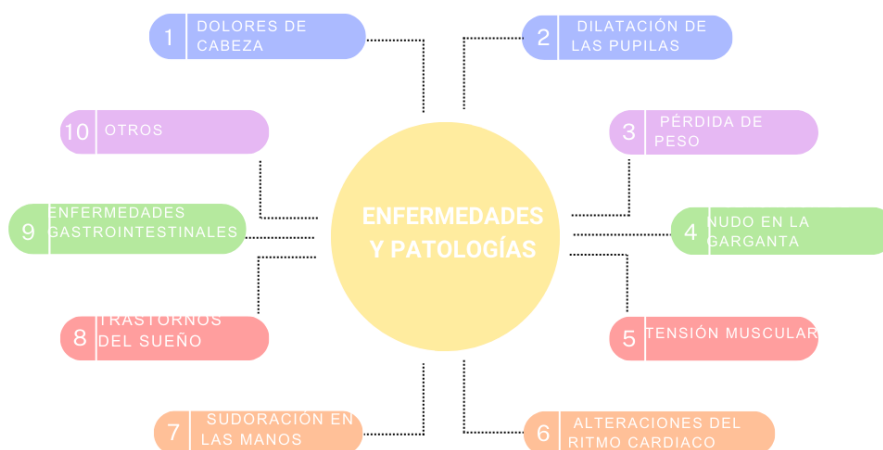 1 DOLORES DE
CABEZA
2 DILATACIÓN DE
LAS PUPILAS
3 PÉRDIDA DE
PESO
4 NUDO EN LA
GARGANTA
5 TENSIÓN MUSCULAR
6 ALTERACIONES DEL
RITMO CARDIACO
7 SUDORACIÓN EN
LAS MANOS
8 TRASTORNOS
DEL SUEÑO
9 ENFERMEDADES
GASTROINTESTINALES
10 OTROS
ENFERMEDADES
Y PATOLOGÍAS